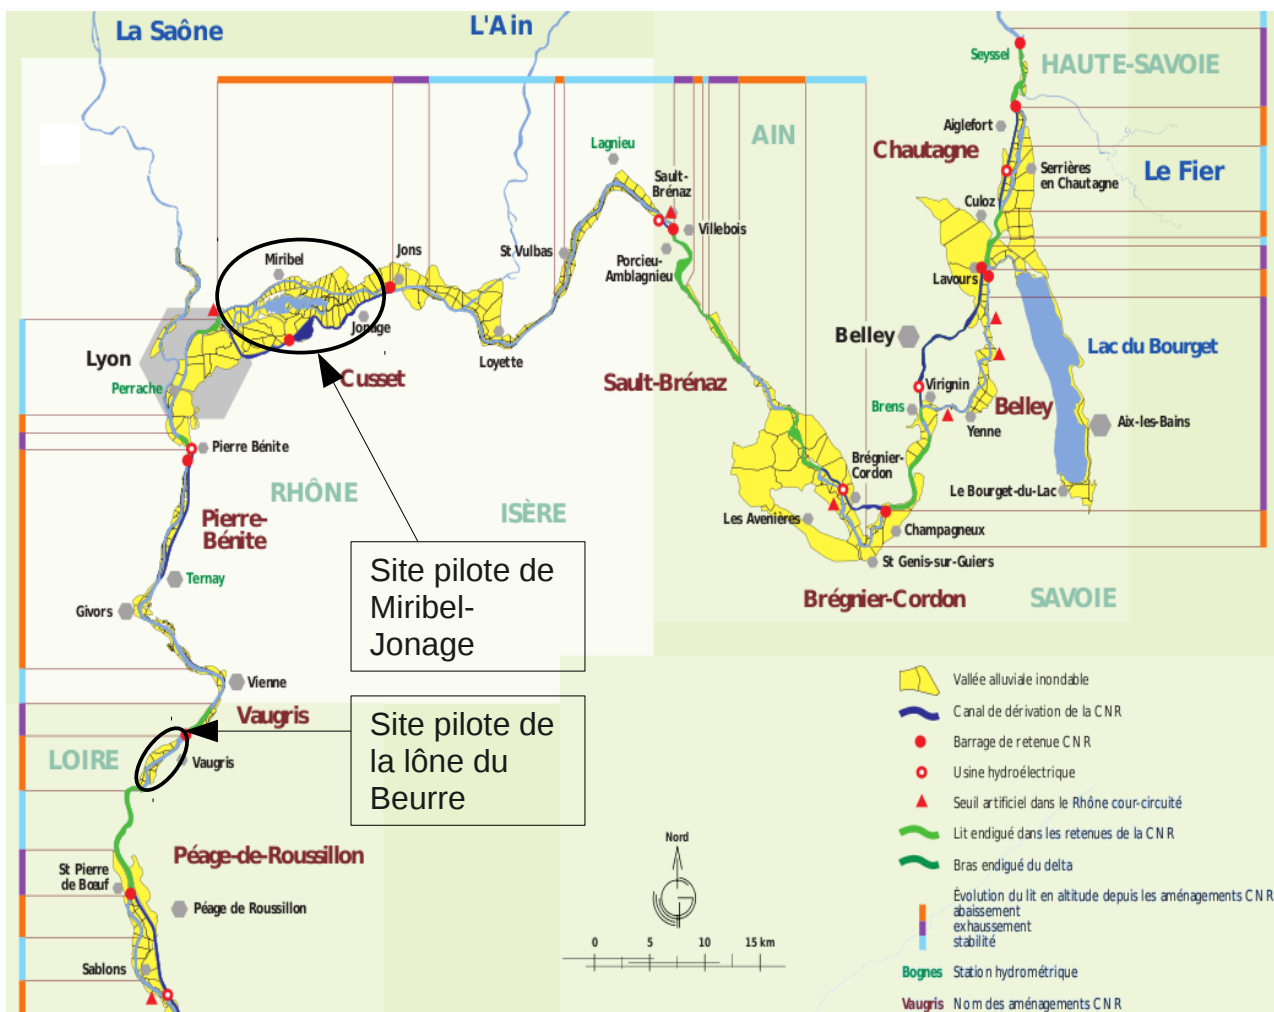 La Saône
L'Ain
Seyssel
HAUTE-SAVOIE
Aiglefort
AIN
Chautagne
Lagnieu
Serrières
en Chautagne
Le Fier
Sault-
Brénaz
Culoz
Villebois
Jons
St Vulbas
Miribel
Porcieu-
Amblagnieu
Lavours
Jonage
Belley
Lac du Bourget
Lyon
Loyette
Cusset
Sault-Brénaz
Perrache
Virignin
Brens
Belley
Yenne
Aix-les-Bains
Pierre Bénite
Brégnier-
Cordon
RHÔNE
Le Bourget-du-Lac
ISÈRE
Les Avenières
Pierre-
Bénite
Champagneux
St Genis-sur-Guiers
Site pilote de
Miribel-
Jonage
Ternay
Brégnier-Cordon
SAVOIE
Givors
Vienne
Vallée alluviale inondable
Vaugris
Canal de dérivation de la CNR
Site pilote de
la lône du
Beurre
Barrage de retenue CNR
LOIRE
Vaugris
Usine hydroélectrique
Seuil artificiel dans le Rhône cour-circuité
Lit endigué dans les retenues de la CNR
Nord
Péage-de-Roussillon
Bras endigué du delta
St Pierre
de Bœuf
Évolution du lit en altitude depuis les aménagements CNR
abaissement
exhaussement
stabilité
Péage de Roussillon
0 5 10 15 km
Sablons
Bognes Station hydrométrique
Vaugris Nom des aménagements CNR